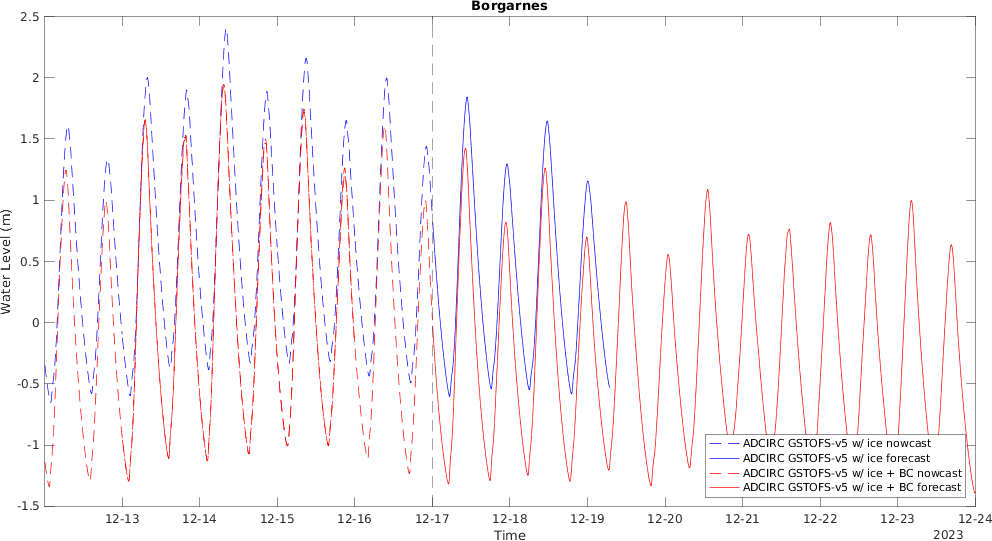 Borgarnes
2.5
2
1.5
1
0.5
0
-0.5
-1
-1.5
Water Level (m)
ADCIRC GSTOFS-v5 w/ ice nowcast
ADCIRC GSTOFS-v5 w/ ice forecast
ADCIRC GSTOFS-v5 w/ ice + BC nowcast
ADCIRC GSTOFS-v5 w/ ice + BC forecast
12-13 12-14 12-15 12-16 12-17 12-18 12-19 12-20 12-21 12-22 12-23 12-24
Time
2023